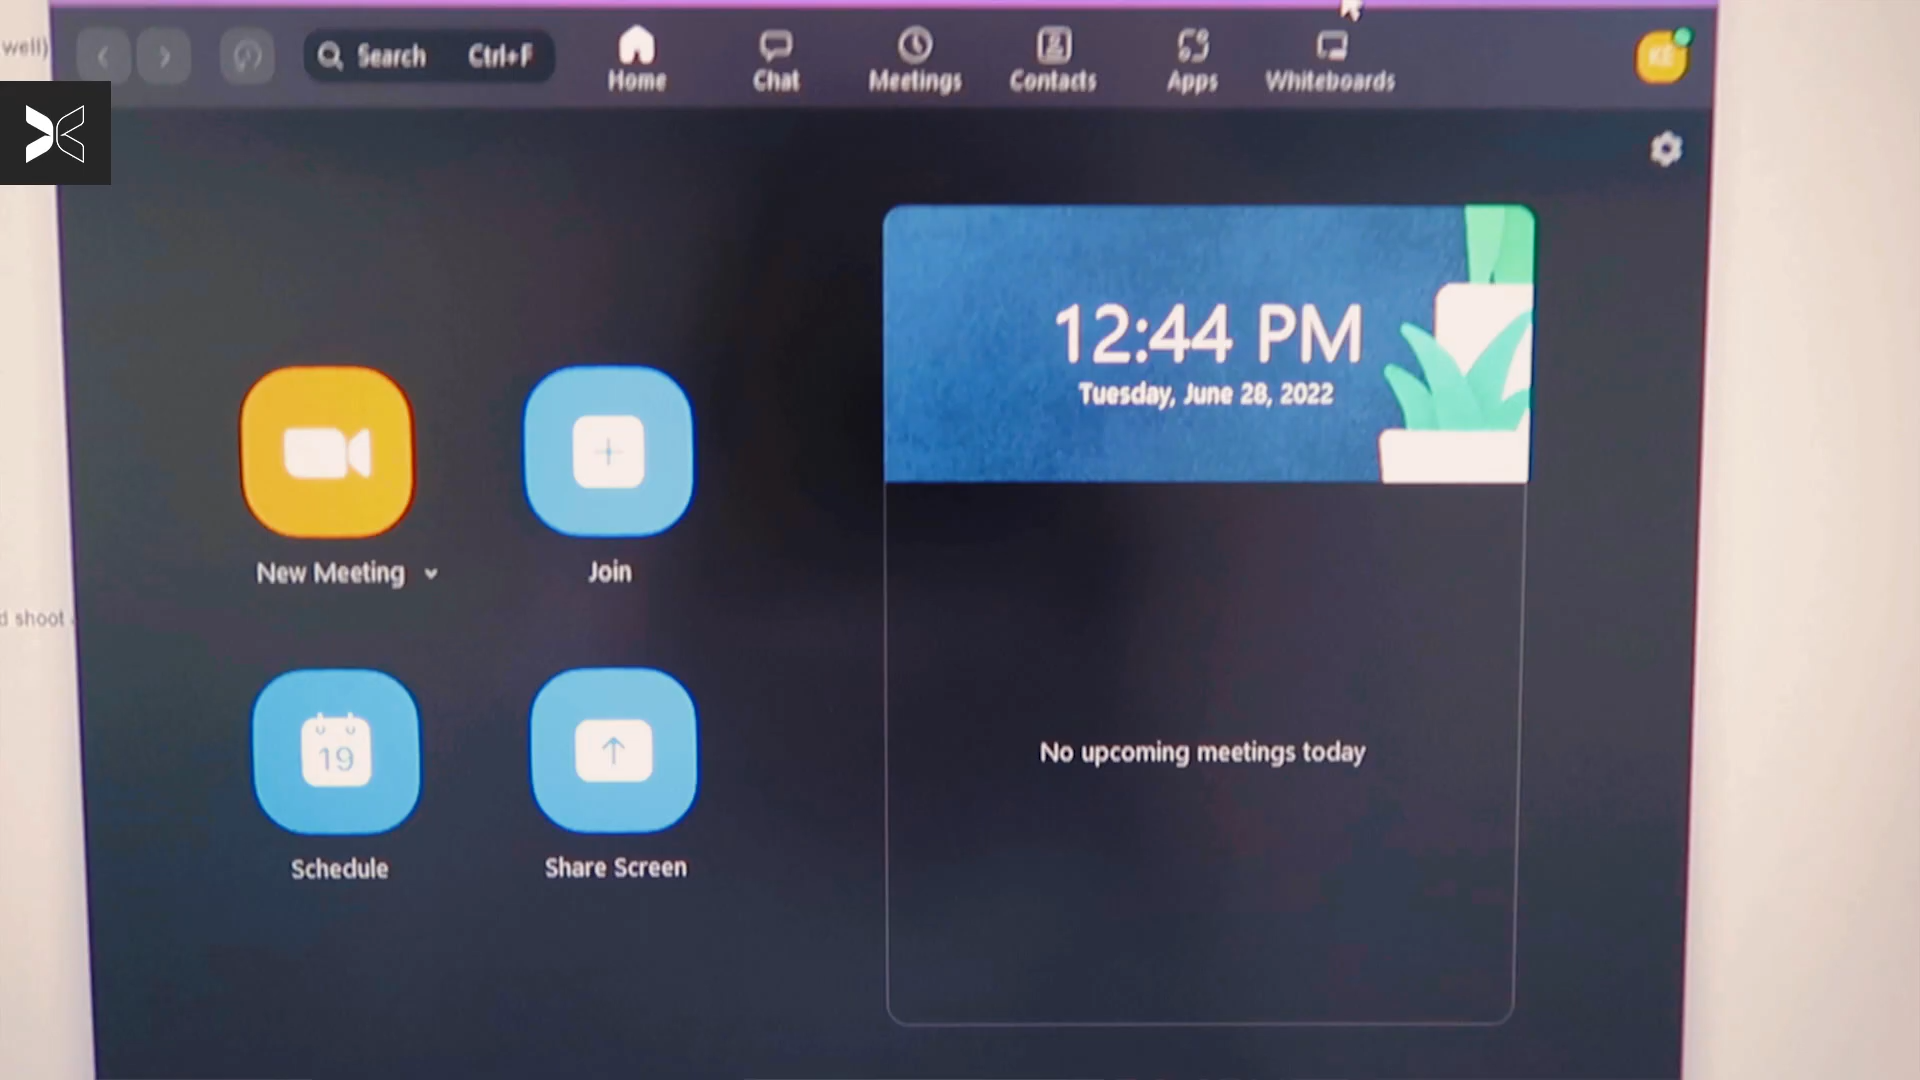 well)
Search Ctrl+F
Home
Chat
Meetings
Contacts
Apps
Whiteboards
KE
12:44 PM
Tuesday, June 28, 2022
New Meeting
Join
d shoot
19
Schedule
Share Screen
No upcoming meetings today